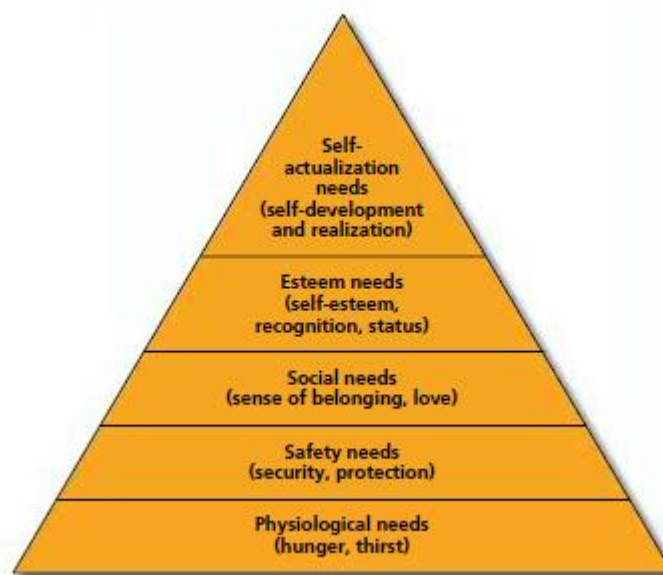 Self-
actualization
needs
(self-development
and realization)
Esteem needs
(self-esteem,
recognition, status)
Social needs
(sense of belonging, love)
Safety needs
(security, protection)
Physiological needs
(hunger, thirst)